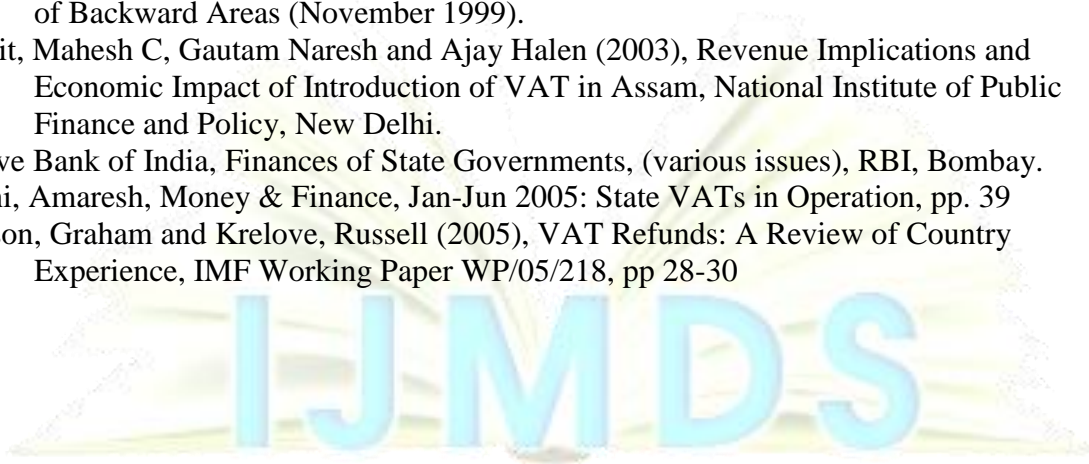 of Backward Areas (November 1999).
it, Mahesh C, Gautam Naresh and Ajay Halen (2003), Revenue Implications and
Economic Impact of Introduction of VAT in Assam, National Institute of Public
Finance and Policy, New Delhi.
ve Bank of India, Finances of State Governments, (various issues), RBI, Bombay.
ni, Amaresh, Money & Finance, Jan-Jun 2005: State VATs in Operation, pp. 39
on, Graham and Krelove, Russell (2005), VAT Refunds: A Review of Country
Experience, IMF Working Paper WP/05/218, pp 28-30
IJMDS